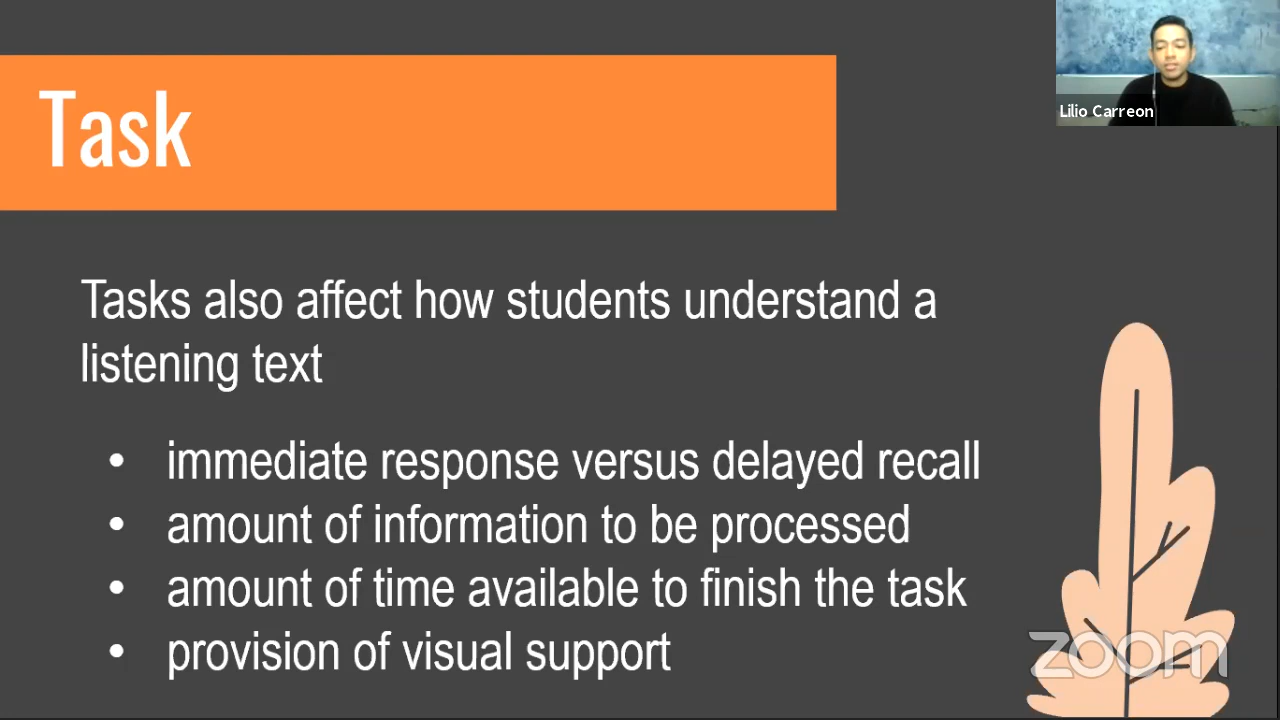 Task
Lilio Carreon
Tasks also affect how students understand a
listening text
• immediate response versus delayed recall
• amount of information to be processed
• amount of time available to finish the task
• provision of visual support
zoom